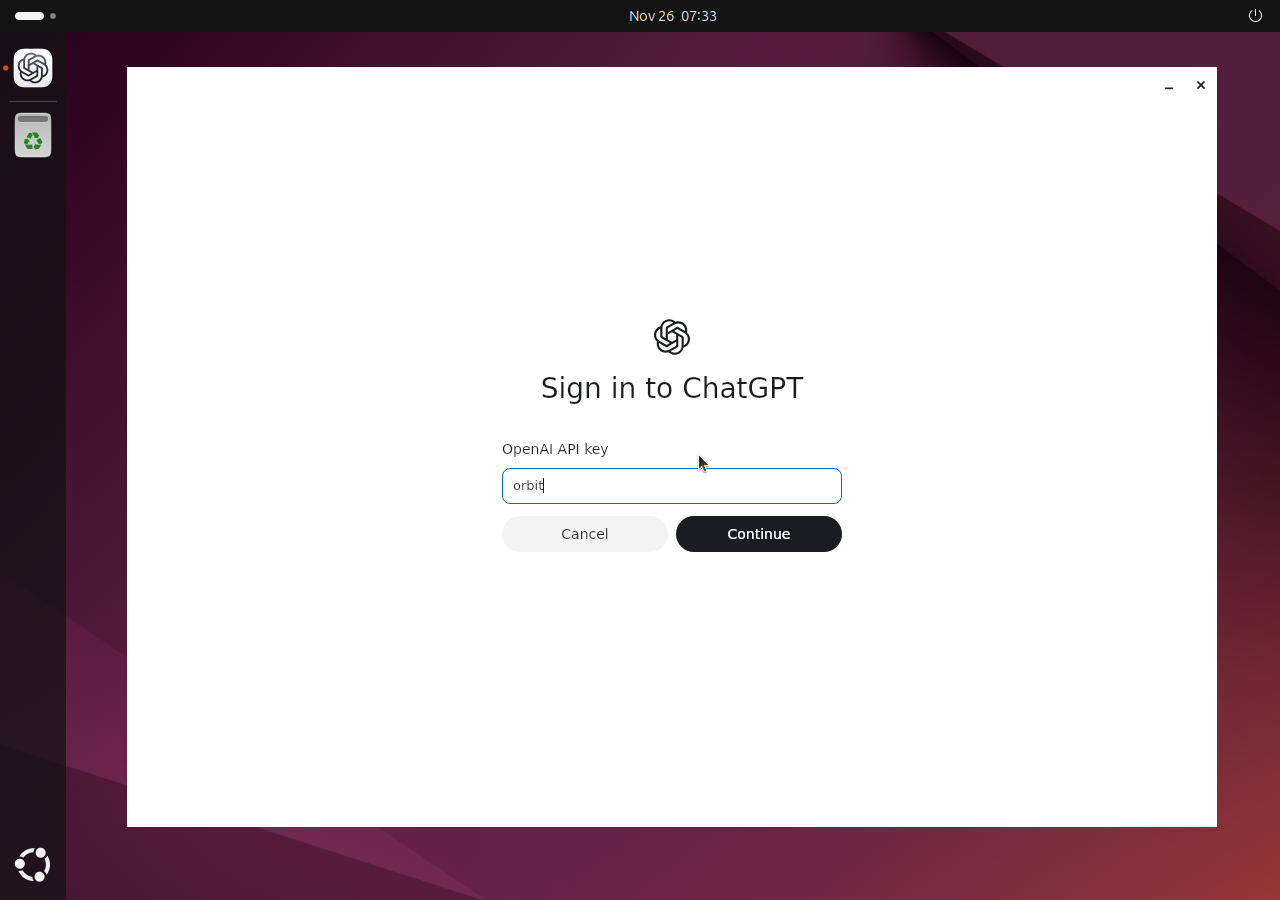 Nov 26 07:33
Sign in to ChatGPT
OpenAI API key
orbit
Cancel
Continue